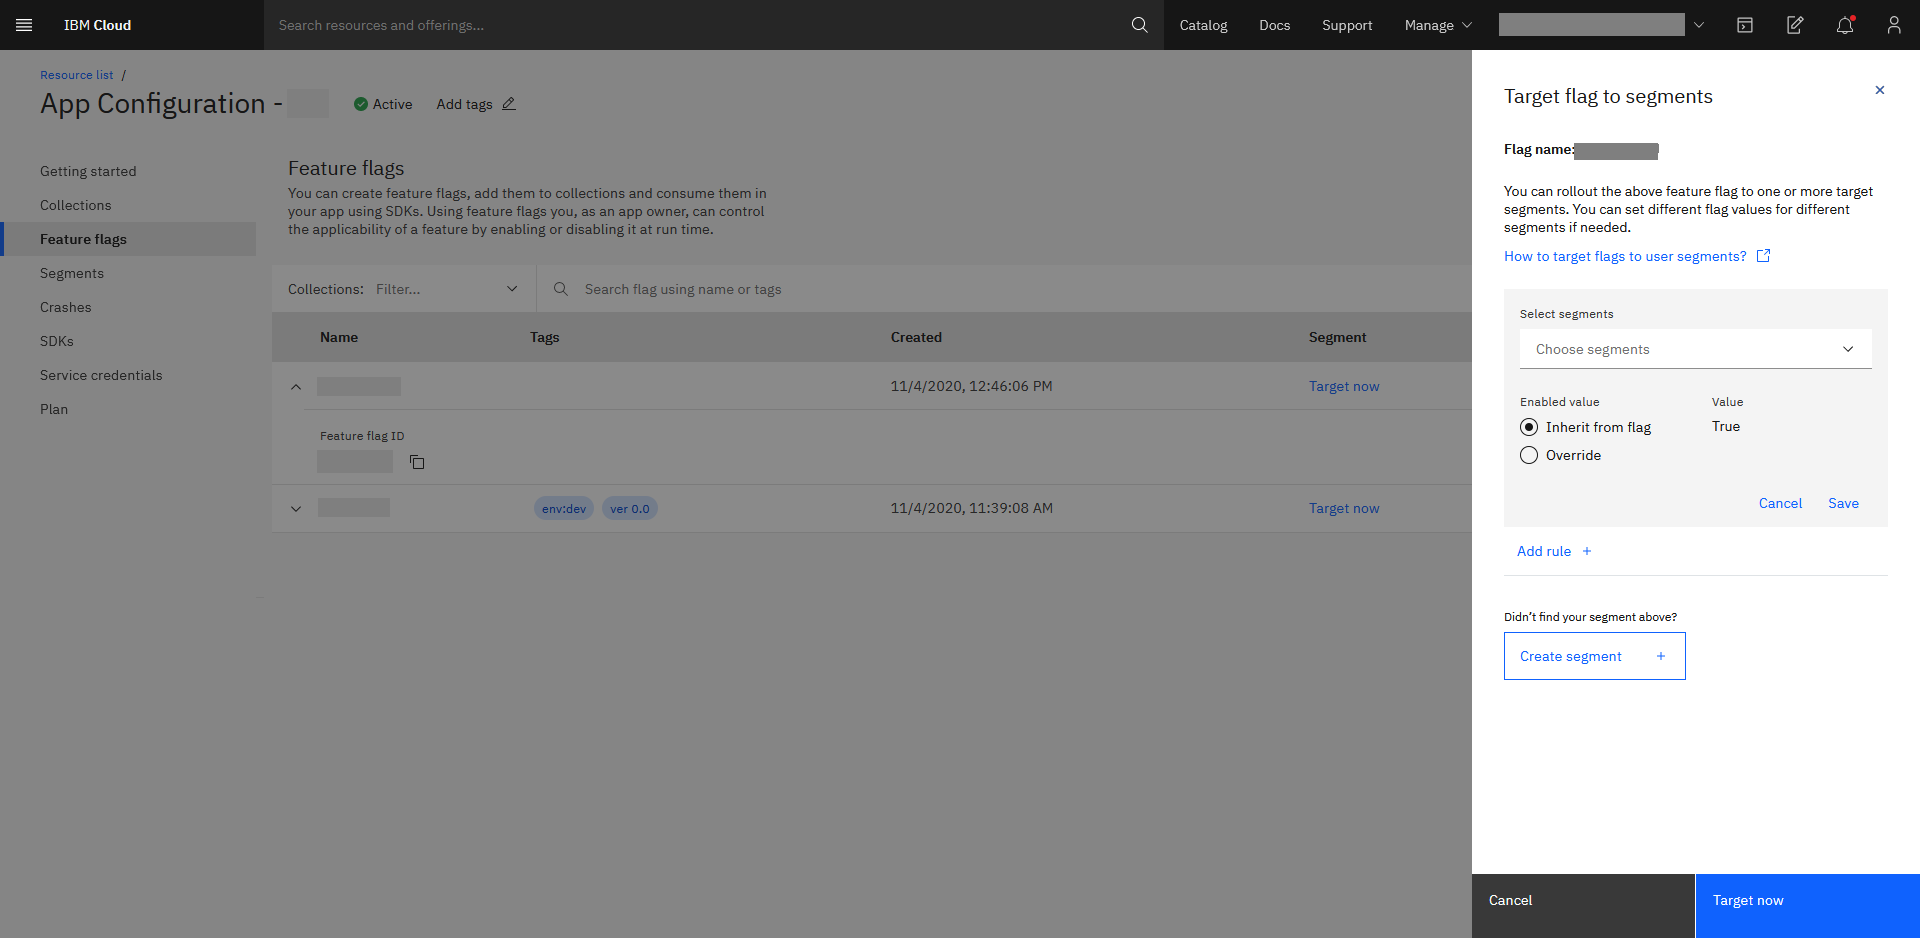 IBM Cloud
Search resources and offerings...
Catalog
Docs
Support
Manage
Resource list /
App Configuration -
Active
Add tags
Getting started
Collections
Feature flags
Segments
Crashes
SDKs
Service credentials
Plan
Feature flags
You can create feature flags, add them to collections and consume them in
your app using SDKs. Using feature flags you, as an app owner, can control
the applicability of a feature by enabling or disabling it at run time.
Collections: Filter...
Search flag using name or tags
Name Tags Created Segment
11/4/2020, 12:46:06 PM Target now
Feature flag ID
env:dev ver 0.0 11/4/2020, 11:39:08 AM Target now
Target flag to segments
Flag name:
You can rollout the above feature flag to one or more target
segments. You can set different flag values for different
segments if needed.
How to target flags to user segments?
Select segments
Choose segments
Enabled value Value
Inherit from flag True
Override
Cancel Save
Add rule +
Didn't find your segment above?
Create segment +
Cancel Target now